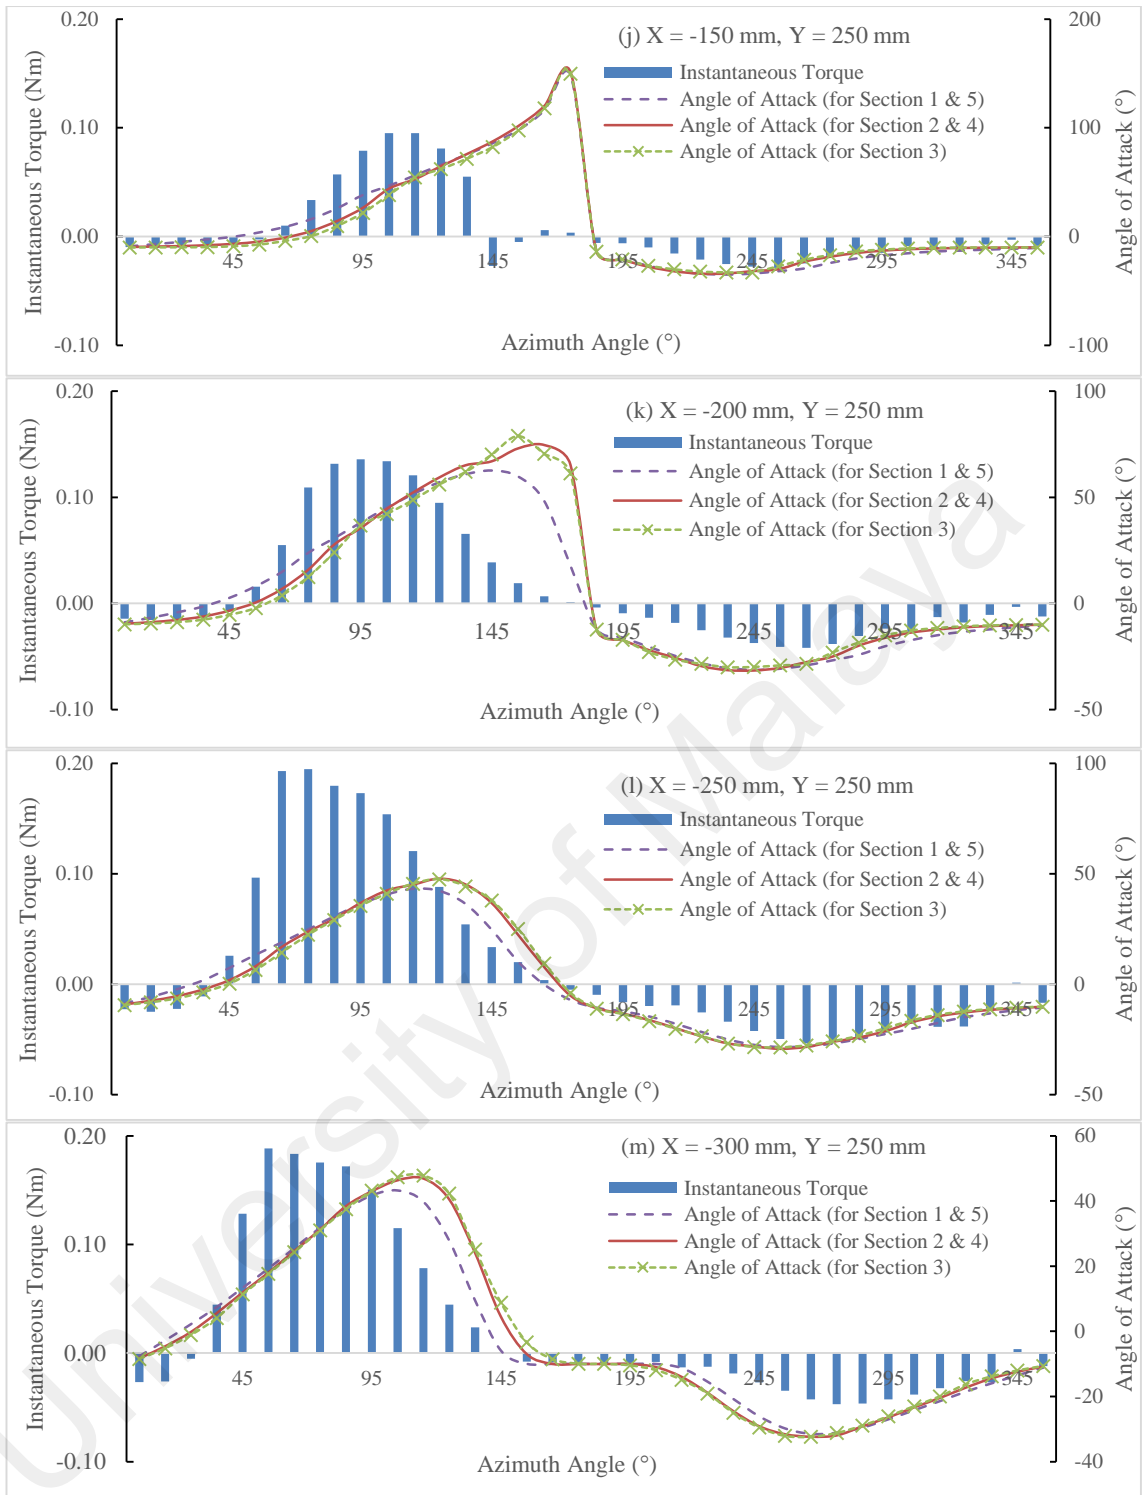 (j) X = -150 mm, Y = 250 mm
Instantaneous Torque
Angle of Attack (for Section 1 & 5)
Angle of Attack (for Section 2 & 4)
Angle of Attack (for Section 3)
Instantaneous Torque (Nm)
0.20
0.10
0.00
-0.10
45 95 145 195 245 295 345
Azimuth Angle (°)
200
100
0
-100
Angle of Attack (°)
(k) X = -200 mm, Y = 250 mm
Instantaneous Torque
Angle of Attack (for Section 1 & 5)
Angle of Attack (for Section 2 & 4)
Angle of Attack (for Section 3)
Instantaneous Torque (Nm)
0.20
0.10
0.00
-0.10
45 95 145 195 245 295 345
Azimuth Angle (°)
100
50
0
-50
Angle of Attack (°)
(l) X = -250 mm, Y = 250 mm
Instantaneous Torque
Angle of Attack (for Section 1 & 5)
Angle of Attack (for Section 2 & 4)
Angle of Attack (for Section 3)
Instantaneous Torque (Nm)
0.20
0.10
0.00
-0.10
45 95 145 195 245 295 345
Azimuth Angle (°)
100
50
0
-50
Angle of Attack (°)
(m) X = -300 mm, Y = 250 mm
Instantaneous Torque
Angle of Attack (for Section 1 & 5)
Angle of Attack (for Section 2 & 4)
Angle of Attack (for Section 3)
Instantaneous Torque (Nm)
0.20
0.10
0.00
-0.10
45 95 145 195 245 295 345
Azimuth Angle (°)
60
40
20
0
-20
-40
Angle of Attack (°)
University of Malaya